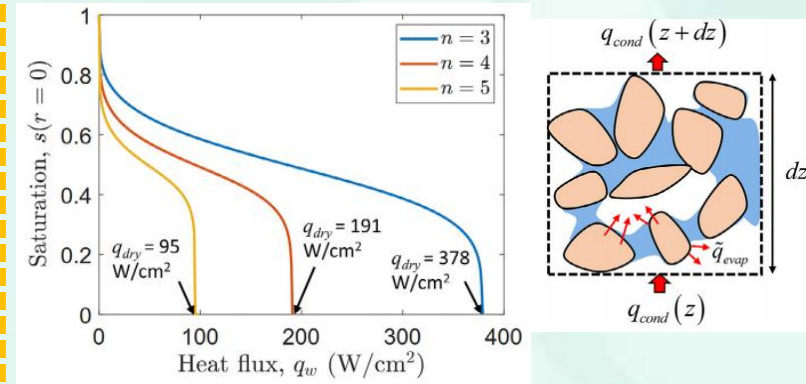 1
0.8
0.6
0.4
0.2
0
Saturation, s(r = 0)
n = 3
n = 4
n = 5
q_dry = 95
W/cm²
q_dry = 191
W/cm²
q_dry = 378
W/cm²
0 100 200 300 400
Heat flux, q_w (W/cm²)
q_cond (z + dz)
dz
q̃_evap
q_cond (z)